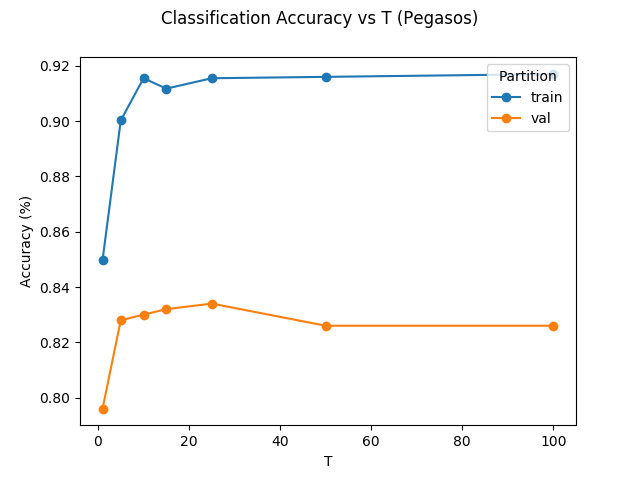 Classification Accuracy vs T (Pegasos)
Partition
train
val
Accuracy (%)
0.92
0.90
0.88
0.86
0.84
0.82
0.80
0
20
40
60
80
100
T